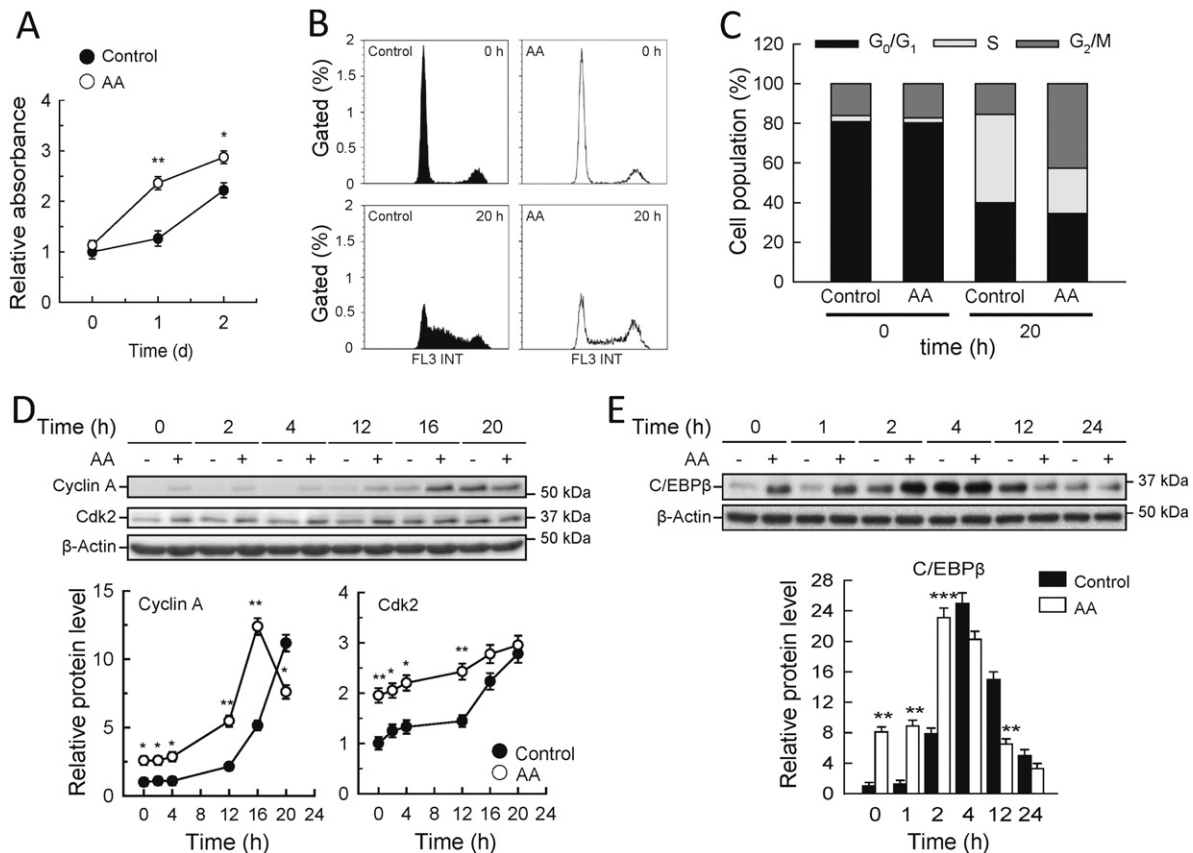 A
Control
AA
Relative absorbance
4
3
2
1
0
**
*
0 1 2
Time (d)
B
Gated (%)
2
1.5
1
.5
0
Control 0 h
AA 0 h
Gated (%)
2
1.5
1
.5
0
Control 20 h
AA 20 h
FL3 INT FL3 INT
C
G0/G1 S G2/M
Cell population (%)
120
100
80
60
40
20
0
Control AA Control AA
0 20
time (h)
D
Time (h) 0 2 4 12 16 20
AA - + - + - + - + - + - +
Cyclin A 50 kDa
Cdk2 37 kDa
β-Actin 50 kDa
Relative protein level
Cyclin A
15
10
5
0
* * * ** ** *
0 4 8 12 16 20 24
Time (h)
Cdk2
4
3
2
1
0
** * * **
Control
AA
0 4 8 12 16 20 24
Time (h)
E
Time (h) 0 1 2 4 12 24
AA - + - + - + - + - + - +
C/EBPβ 37 kDa
β-Actin 50 kDa
C/EBPβ
Control
AA
Relative protein level
28
24
20
16
12
8
4
0
** ** *** **
0 1 2 4 12 24
Time (h)